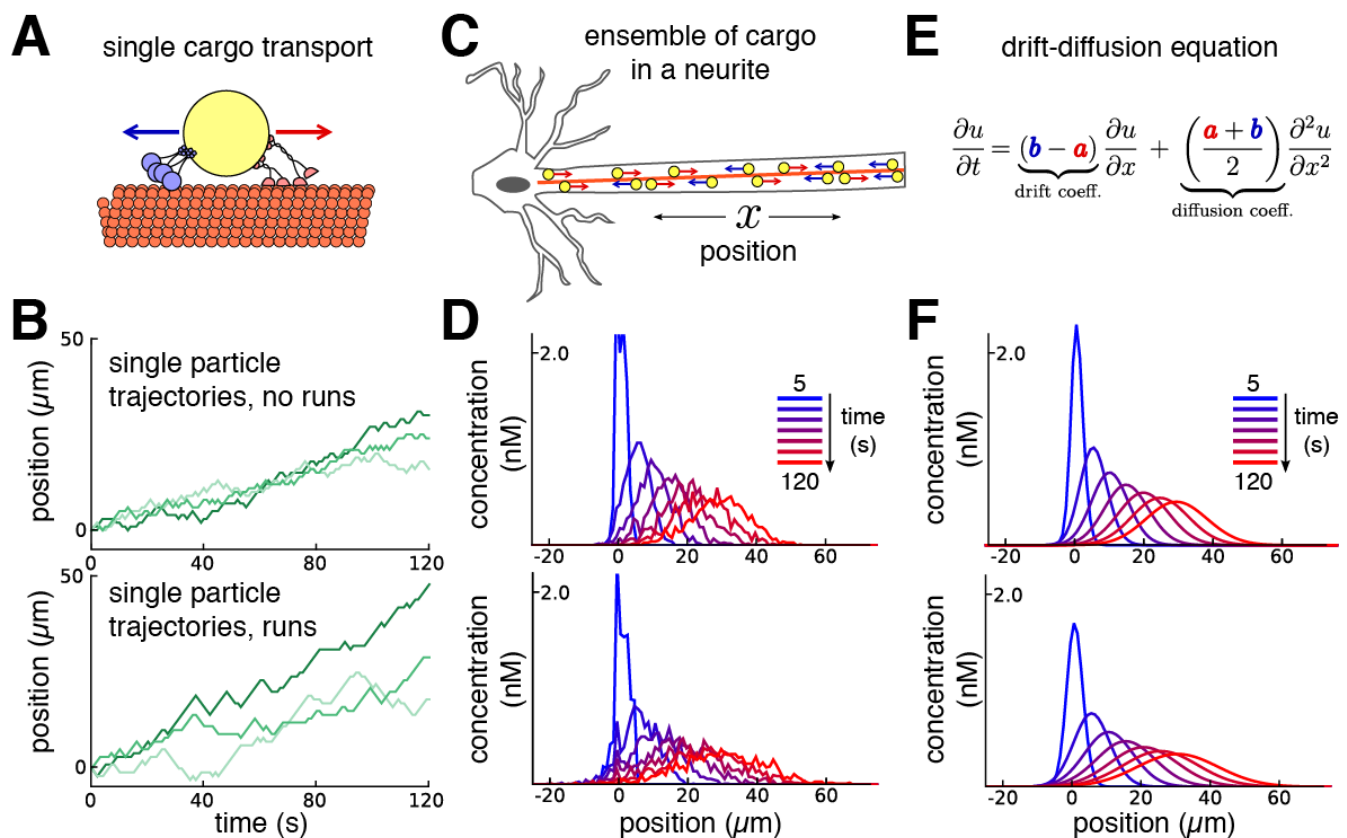 A
single cargo transport
B
50
position (µm)
single particle
trajectories, no runs
0
0
40
80
120
50
position (µm)
single particle
trajectories, runs
0
0
40
80
120
time (s)
C
ensemble of cargo
in a neurite
x
position
D
concentration
(nM)
2.0
5
time
(s)
120
-20
0
20
40
60
concentration
(nM)
2.0
-20
0
20
40
60
position (µm)
E
drift-diffusion equation
∂u/∂t = (b − a) ∂u/∂x + ((a + b)/2) ∂²u/∂x²
drift coeff.
diffusion coeff.
F
concentration
(nM)
2.0
5
time
(s)
120
-20
0
20
40
60
concentration
(nM)
2.0
-20
0
20
40
60
position (µm)